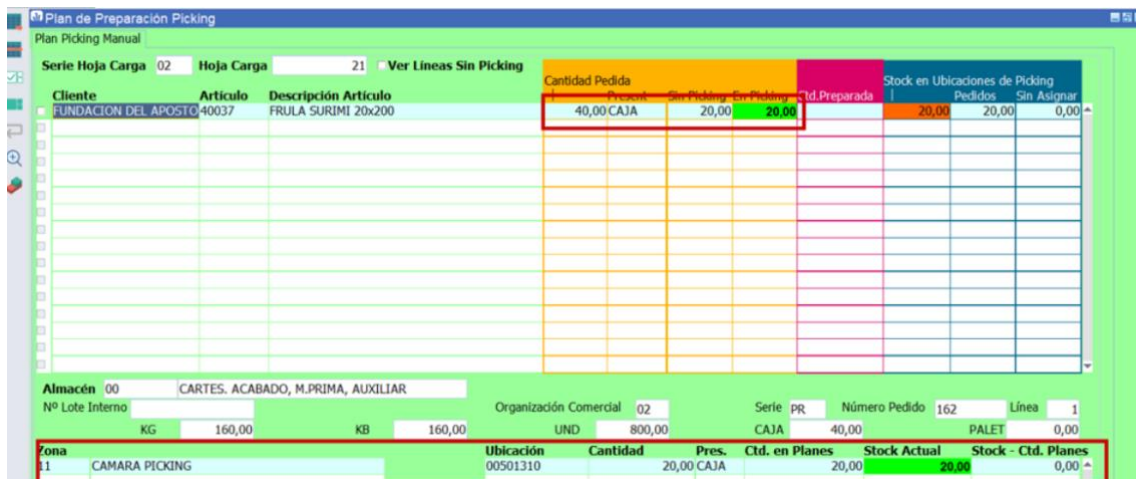 Plan de Preparación Picking
Plan Picking Manual
Serie Hoja Carga 02 Hoja Carga 21 Ver Líneas Sin Picking
Cantidad Pedida Stock en Ubicaciones de Picking
Cliente Artículo Descripción Artículo Present Sin Picking En Picking Ctd.Preparada Pedidos Sin Asignar
FUNDACION DEL APOSTO 40037 FRULA SURIMI 20x200 40,00 CAJA 20,00 20,00 20,00 20,00 0,00
Almacén 00 CARTES. ACABADO, M.PRIMA, AUXILIAR
Nº Lote Interno Organización Comercial 02 Serie PR Número Pedido 162 Línea 1
KG 160,00 KB 160,00 UND 800,00 CAJA 40,00 PALET 0,00
Zona Ubicación Cantidad Pres. Ctd. en Planes Stock Actual Stock - Ctd. Planes
11 CAMARA PICKING 00501310 20,00 CAJA 20,00 20,00 0,00